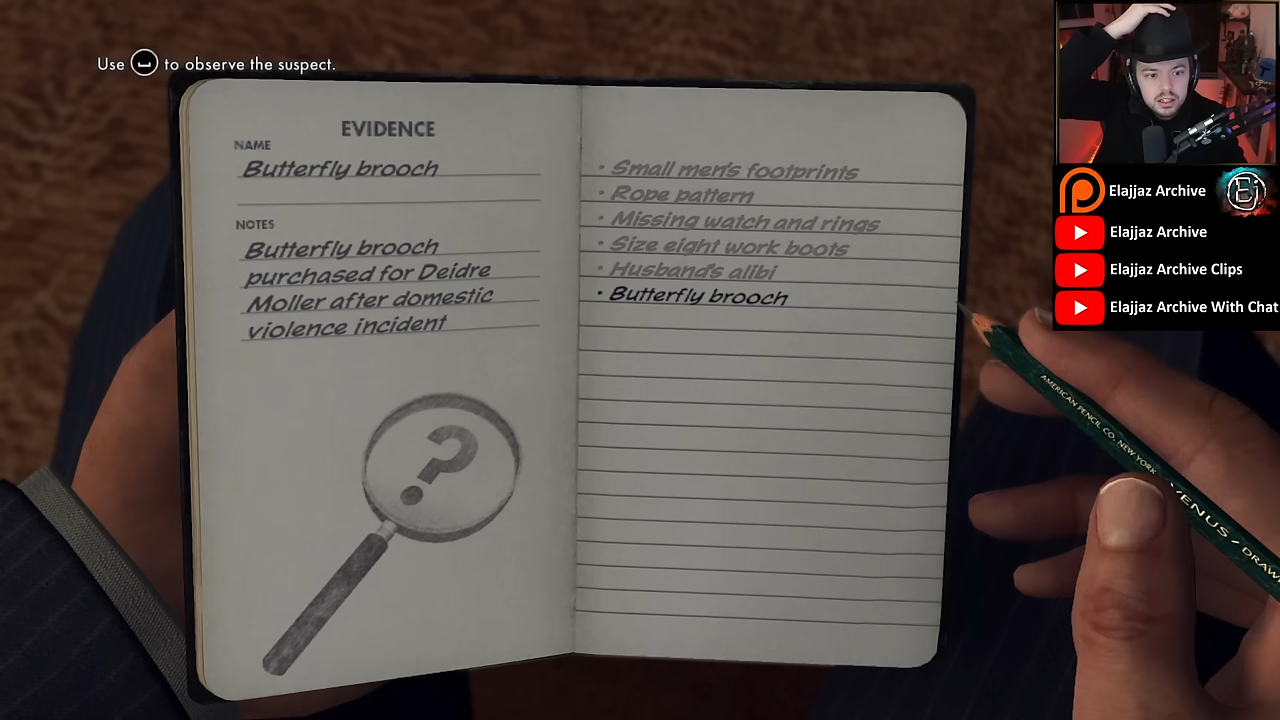 Use to observe the suspect.
EVIDENCE
NAME
Butterfly brooch
NOTES
Butterfly brooch
purchased for Deidre
Moller after domestic
violence incident
?
• Small men's footprints
• Rope pattern
• Missing watch and rings
• Size eight work boots
• Husband's alibi
• Butterfly brooch
AMERICAN PENCIL CO. NEW YORK
VENUS / DRAW
Elajjaz Archive
Ej
Elajjaz Archive
Elajjaz Archive Clips
Elajjaz Archive With Chat